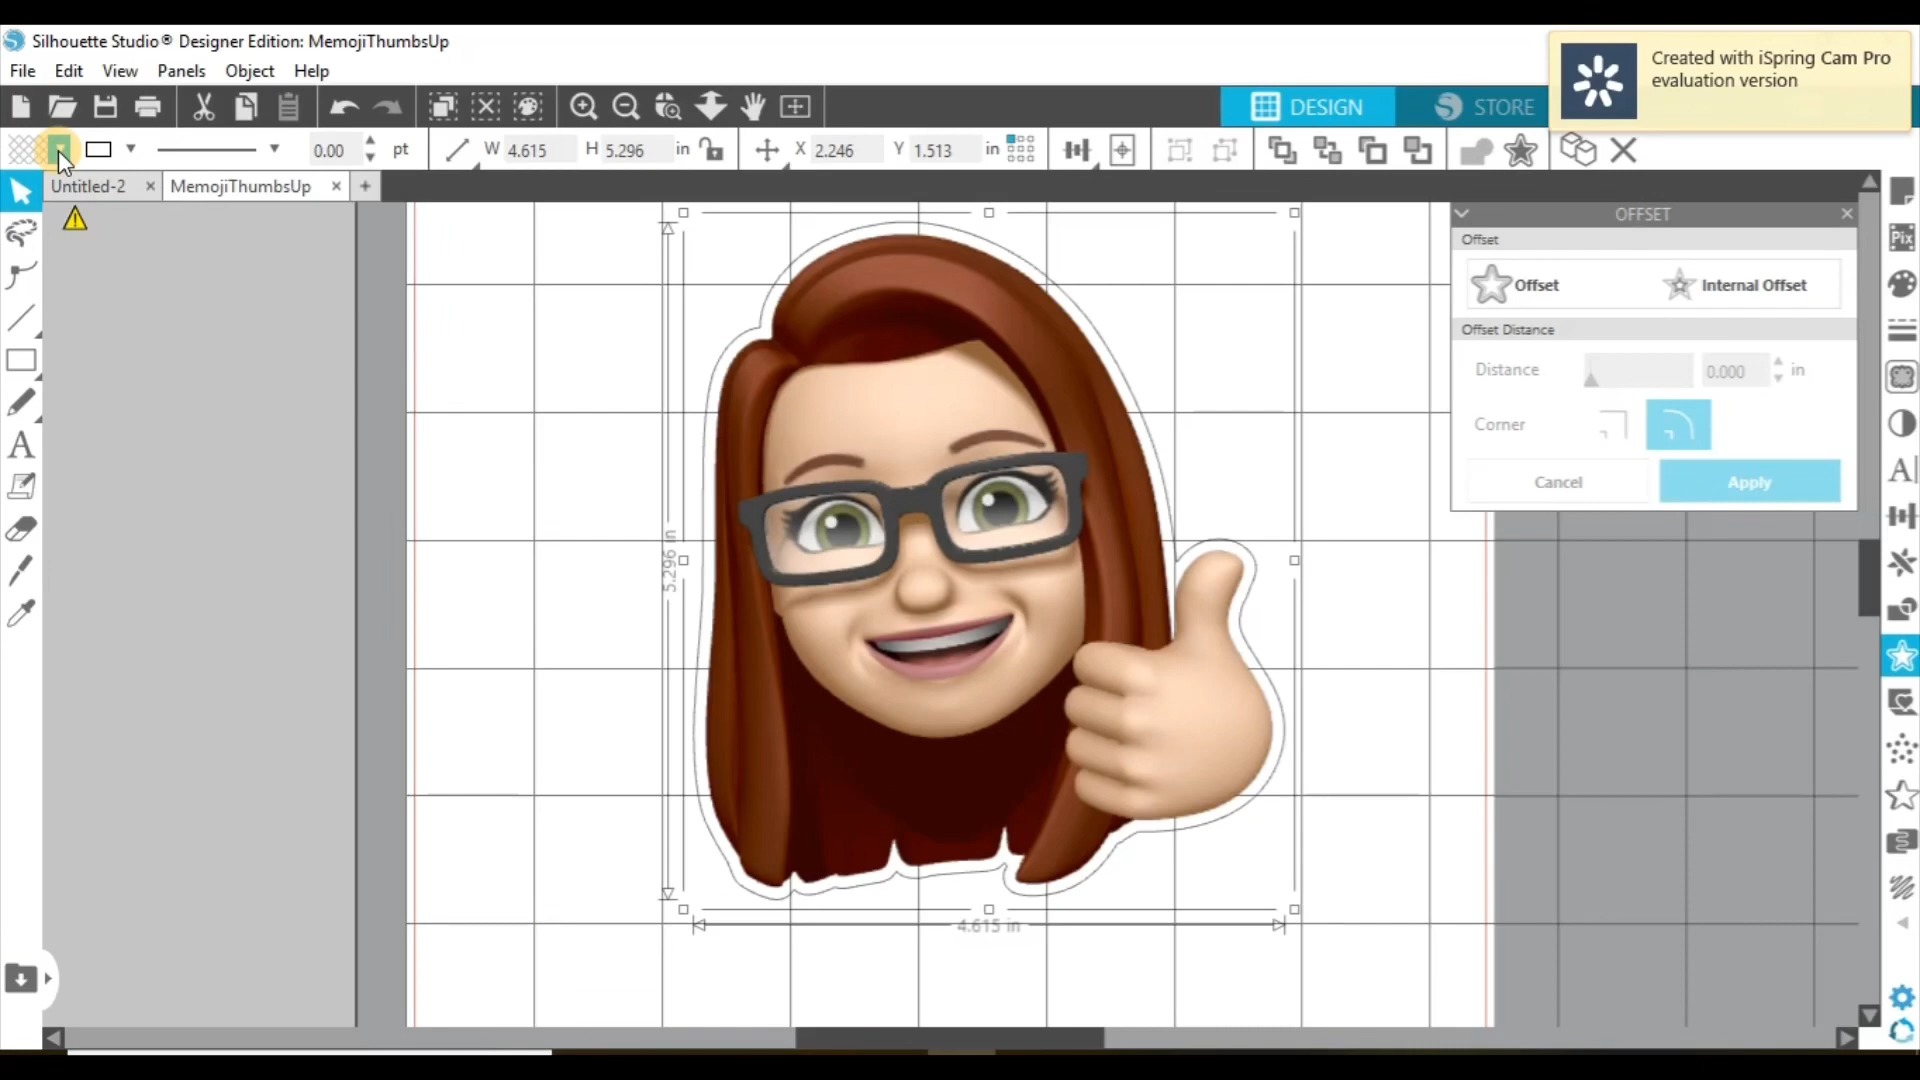 Silhouette Studio® Designer Edition: MemojiThumbsUp
Created with iSpring Cam Pro
evaluation version
File Edit View Panels Object Help
DESIGN STORE
0.00 pt W 4.615 H 5.296 in X 2.246 Y 1.513 in
Untitled-2 MemojiThumbsUp
OFFSET
Offset
Offset Internal Offset
Offset Distance
Distance 0.000 in
Corner
Cancel Apply
5.296 in
4.615 in
Pix
A
A